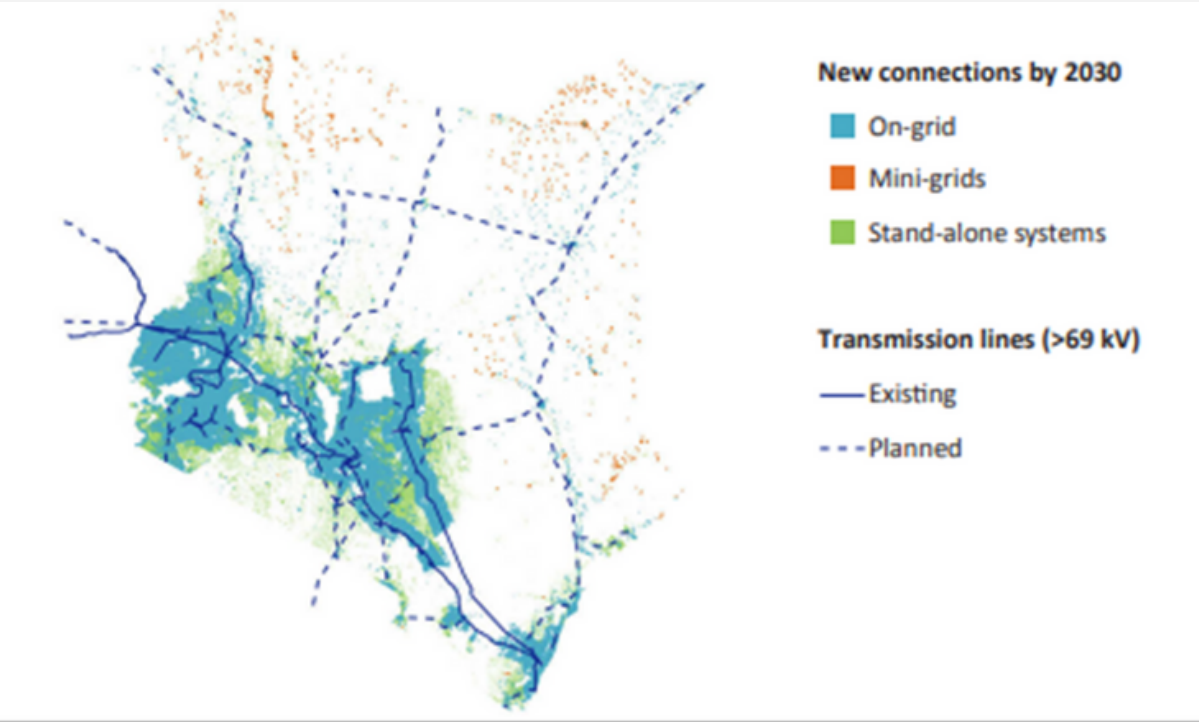 New connections by 2030
On-grid
Mini-grids
Stand-alone systems
Transmission lines (>69 kV)
Existing
Planned